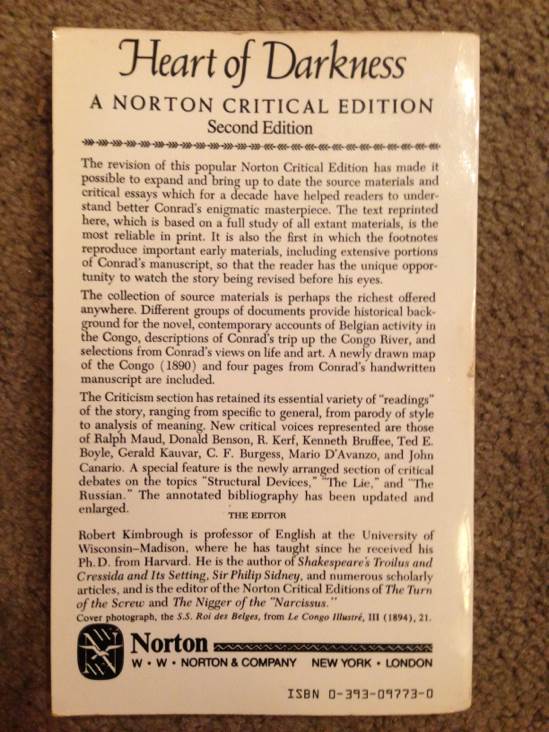 Heart of Darkness
A NORTON CRITICAL EDITION
Second Edition
The revision of this popular Norton Critical Edition has made it
possible to expand and bring up to date the source materials and
critical essays which for a decade have helped readers to under-
stand better Conrad's enigmatic masterpiece. The text reprinted
here, which is based on a full study of all extant materials, is the
most reliable in print. It is also the first in which the footnotes
reproduce important early materials, including extensive portions
of Conrad's manuscript, so that the reader has the unique oppor-
tunity to watch the story being revised before his eyes.
The collection of source materials is perhaps the richest offered
anywhere. Different groups of documents provide historical back-
ground for the novel, contemporary accounts of Belgian activity in
the Congo, descriptions of Conrad's trip up the Congo River, and
selections from Conrad's views on life and art. A newly drawn map
of the Congo (1890) and four pages from Conrad's handwritten
manuscript are included.
The Criticism section has retained its essential variety of "readings"
of the story, ranging from specific to general, from parody of style
to analysis of meaning. New critical voices represented are those
of Ralph Maud, Donald Benson, R. Kerf, Kenneth Bruffee, Ted E.
Boyle, Gerald Kauvar, C. F. Burgess, Mario D'Avanzo, and John
Canario. A special feature is the newly arranged section of critical
debates on the topics "Structural Devices," "The Lie," and "The
Russian." The annotated bibliography has been updated and
enlarged.
THE EDITOR
Robert Kimbrough is professor of English at the University of
Wisconsin–Madison, where he has taught since he received his
Ph.D. from Harvard. He is the author of Shakespeare's Troilus and
Cressida and Its Setting, Sir Philip Sidney, and numerous scholarly
articles, and is the editor of the Norton Critical Editions of The Turn
of the Screw and The Nigger of the "Narcissus."
Cover photograph, the S.S. Roi des Belges, from Le Congo Illustré, III (1894), 21.
Norton
W • W • NORTON & COMPANY NEW YORK • LONDON
ISBN 0-393-09773-0